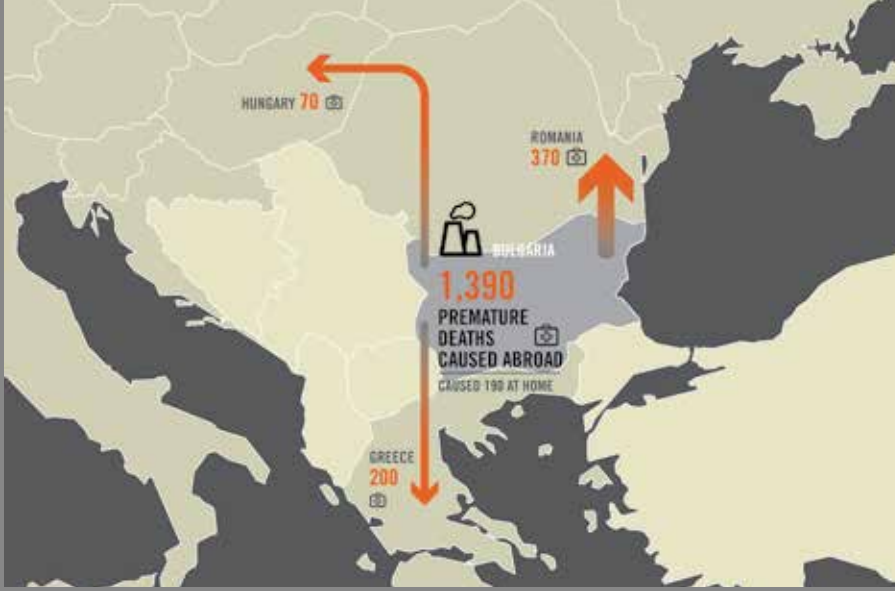 HUNGARY 70
ROMANIA
370
BULGARIA
1,390
PREMATURE
DEATHS
CAUSED ABROAD
CAUSED 190 AT HOME
GREECE
200